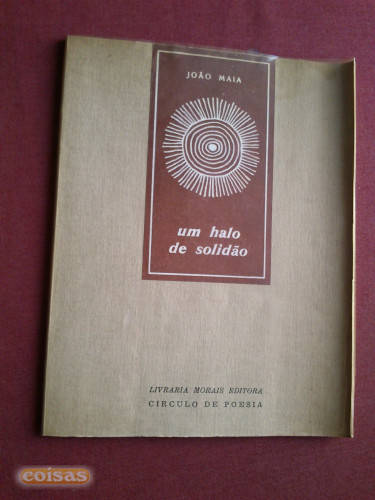 JOÃO MAIA
um halo
de solidão
LIVRARIA MORAIS EDITORA
CIRCULO DE POESIA
coisas